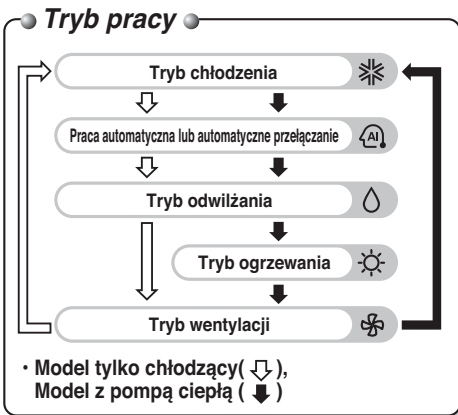 Tryb pracy
Tryb chłodzenia
Praca automatyczna lub automatyczne przełączanie
AI
Tryb odwilżania
Tryb ogrzewania
Tryb wentylacji
· Model tylko chłodzący( ⇩ ),
Model z pompą ciepłą ( 🡇 )